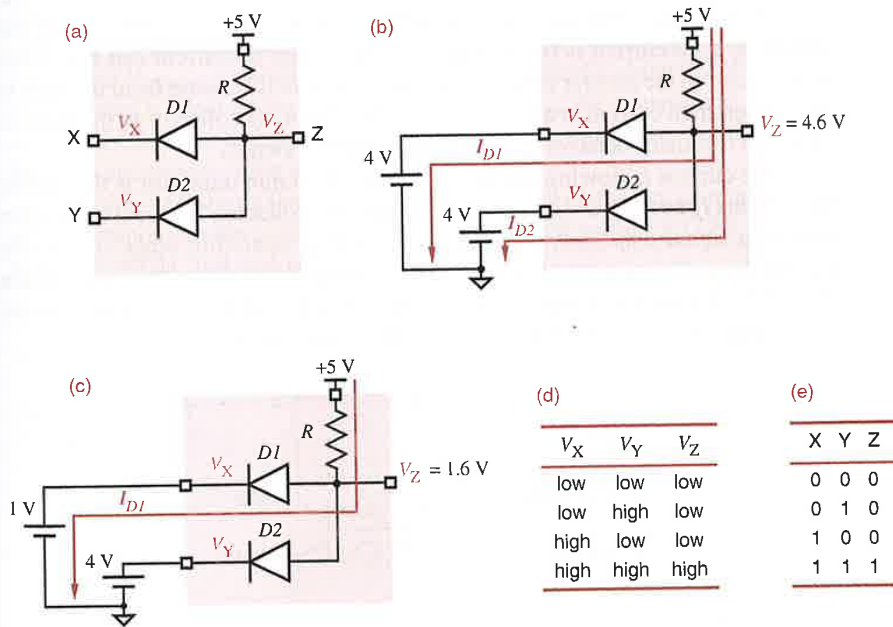 (a)
+5 V
R
D1
X
V_X
V_Z
Z
D2
Y
V_Y
(b)
+5 V
R
D1
V_X
V_Z = 4.6 V
I_D1
4 V
D2
V_Y
4 V
I_D2
(c)
+5 V
R
D1
V_X
V_Z = 1.6 V
1 V
I_D1
D2
V_Y
4 V
(d)
V_X V_Y V_Z
low low low
low high low
high low low
high high high
(e)
X Y Z
0 0 0
0 1 0
1 0 0
1 1 1